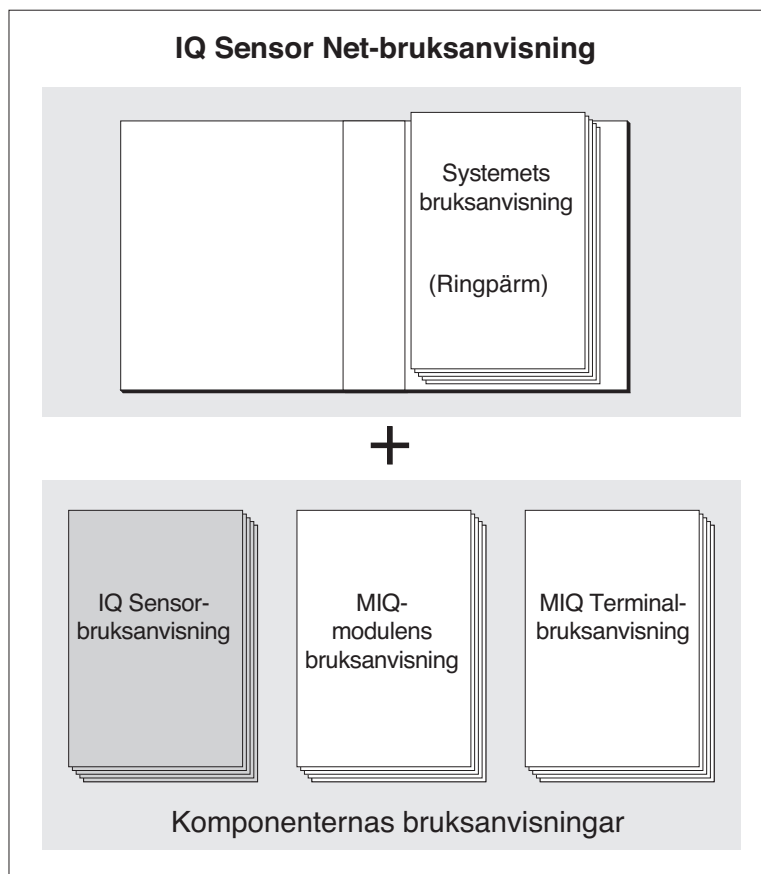 IQ Sensor Net-bruksanvisning
Systemets
bruksanvisning
(Ringpärm)
+
IQ Sensor-
bruksanvisning
MIQ-
modulens
bruksanvisning
MIQ Terminal-
bruksanvisning
Komponenternas bruksanvisningar